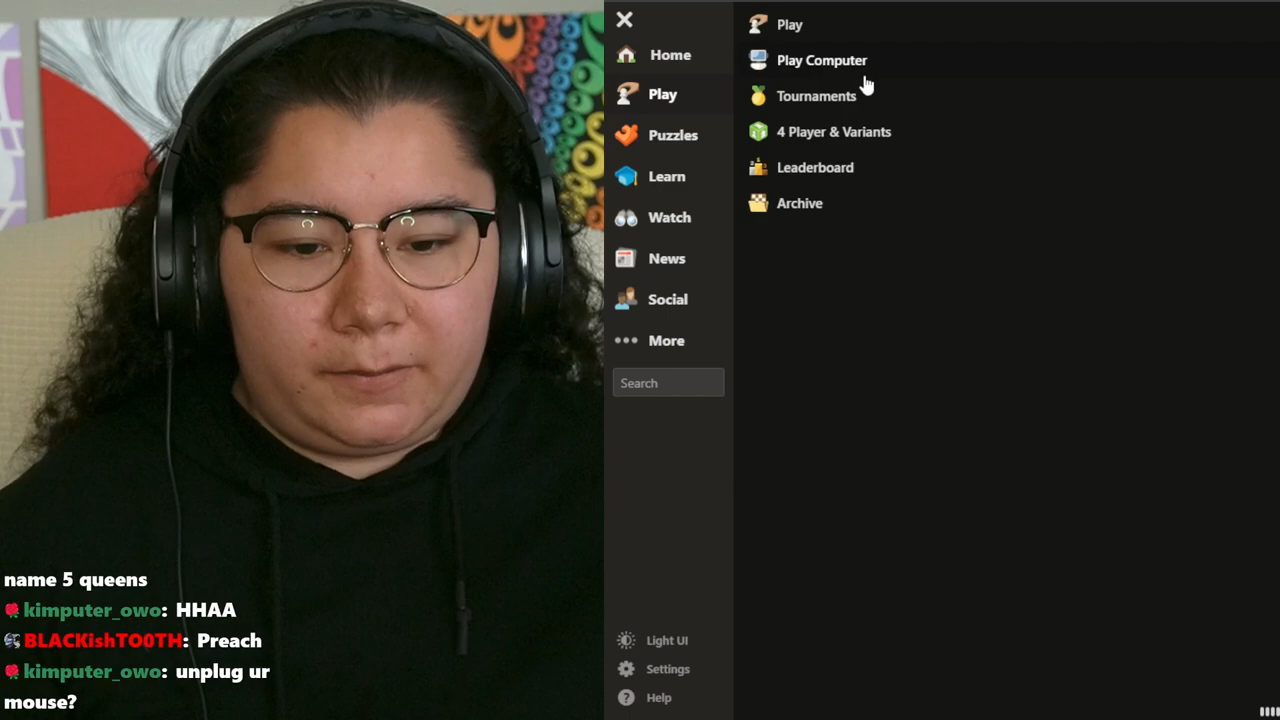 Home
Play
Puzzles
Learn
Watch
News
Social
More
Search
Light UI
Settings
Help
Play
Play Computer
Tournaments
4 Player & Variants
Leaderboard
Archive
name 5 queens
kimputer_owo: HHAA
BLACKishTO0TH: Preach
kimputer_owo: unplug ur
mouse?